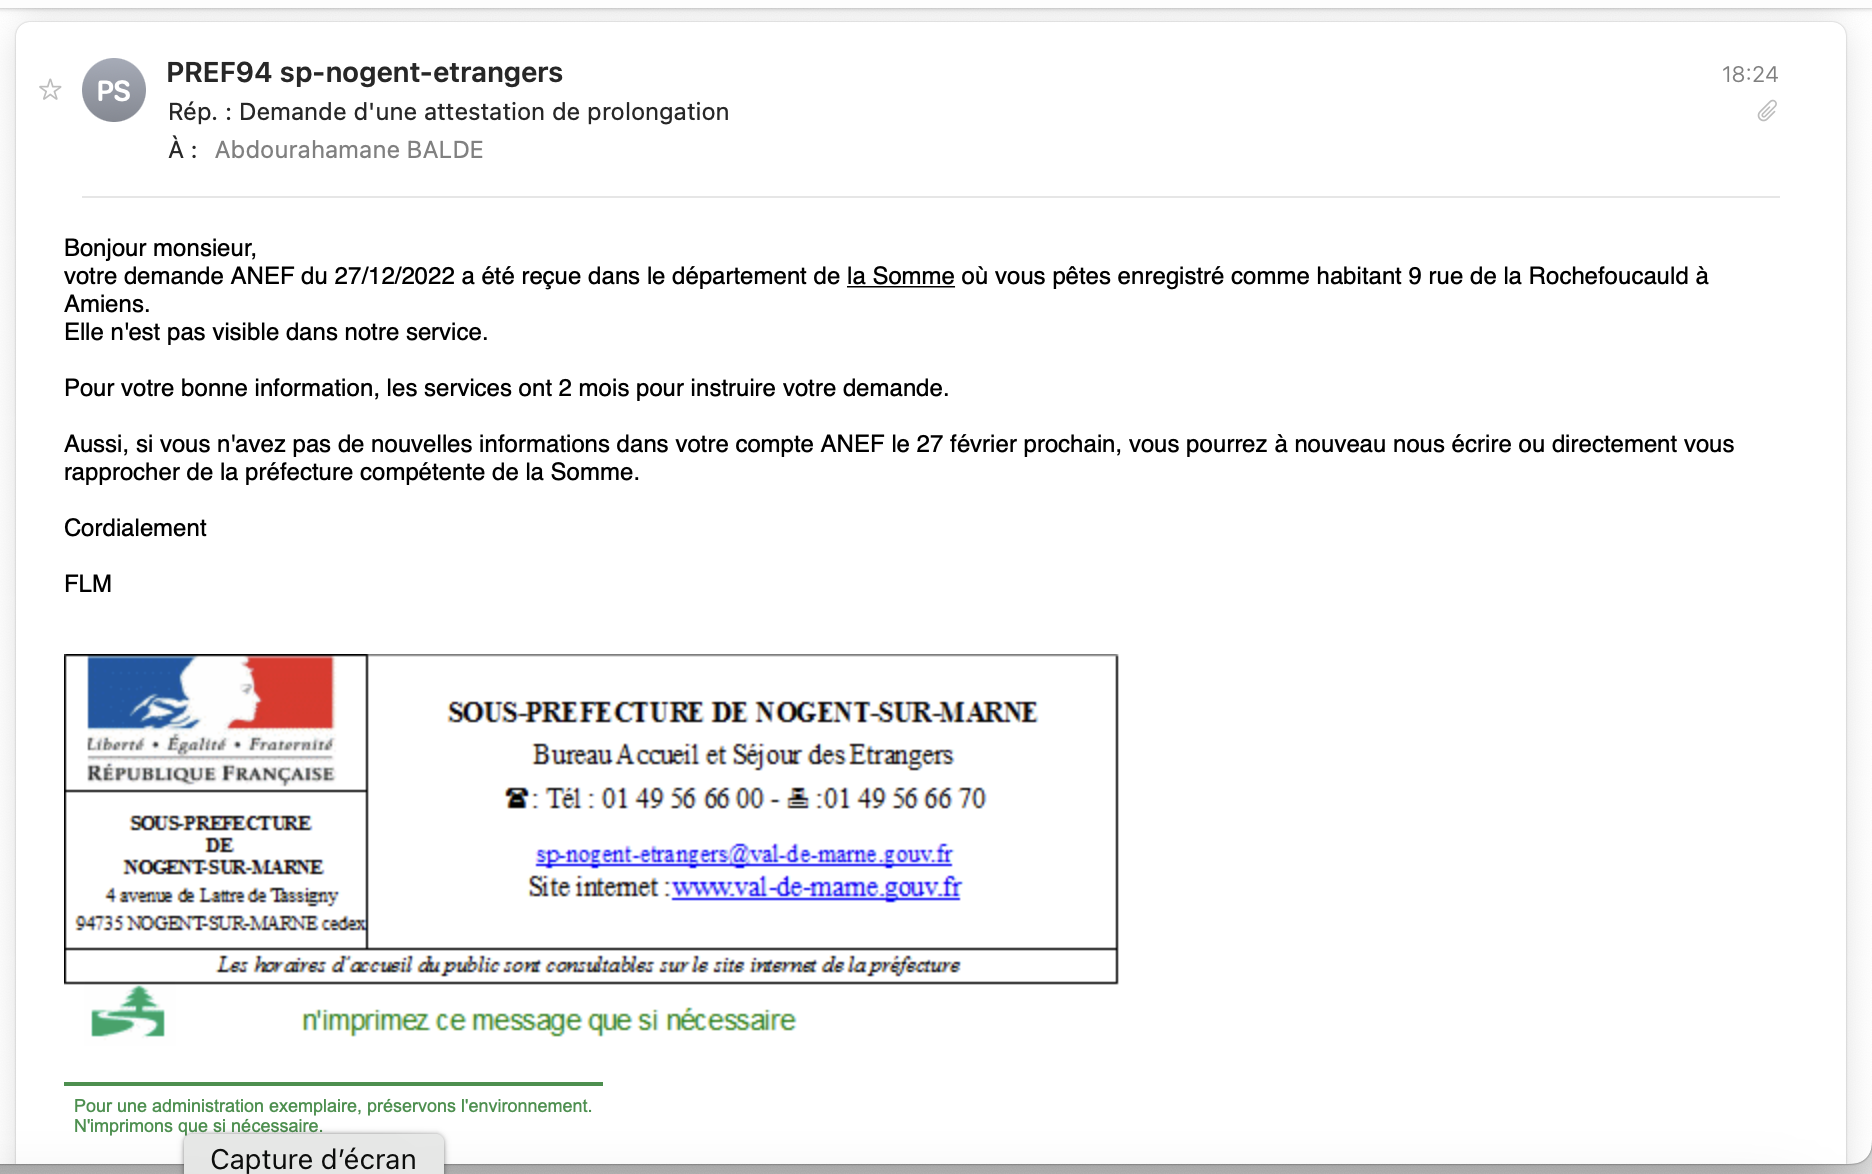 PS
PREF94 sp-nogent-etrangers
18:24
Rép. : Demande d'une attestation de prolongation
À : Abdourahamane BALDE
Bonjour monsieur,
votre demande ANEF du 27/12/2022 a été reçue dans le département de la Somme où vous pêtes enregistré comme habitant 9 rue de la Rochefoucauld à
Amiens.
Elle n'est pas visible dans notre service.
Pour votre bonne information, les services ont 2 mois pour instruire votre demande.
Aussi, si vous n'avez pas de nouvelles informations dans votre compte ANEF le 27 février prochain, vous pourrez à nouveau nous écrire ou directement vous
rapprocher de la préfecture compétente de la Somme.
Cordialement
FLM
Liberté • Égalité • Fraternité
RÉPUBLIQUE FRANÇAISE
SOUS-PREFECTURE
DE
NOGENT-SUR-MARNE
4 avenue de Lattre de Tassigny
94735 NOGENT-SUR-MARNE cedex
SOUS-PREFECTURE DE NOGENT-SUR-MARNE
Bureau Accueil et Séjour des Etrangers
☎: Tél : 01 49 56 66 00 - 🖷 :01 49 56 66 70
sp-nogent-etrangers@val-de-marne.gouv.fr
Site internet :www.val-de-marne.gouv.fr
Les horaires d'accueil du public sont consultables sur le site internet de la préfecture
n'imprimez ce message que si nécessaire
Pour une administration exemplaire, préservons l'environnement.
N'imprimons que si nécessaire.
Capture d'écran